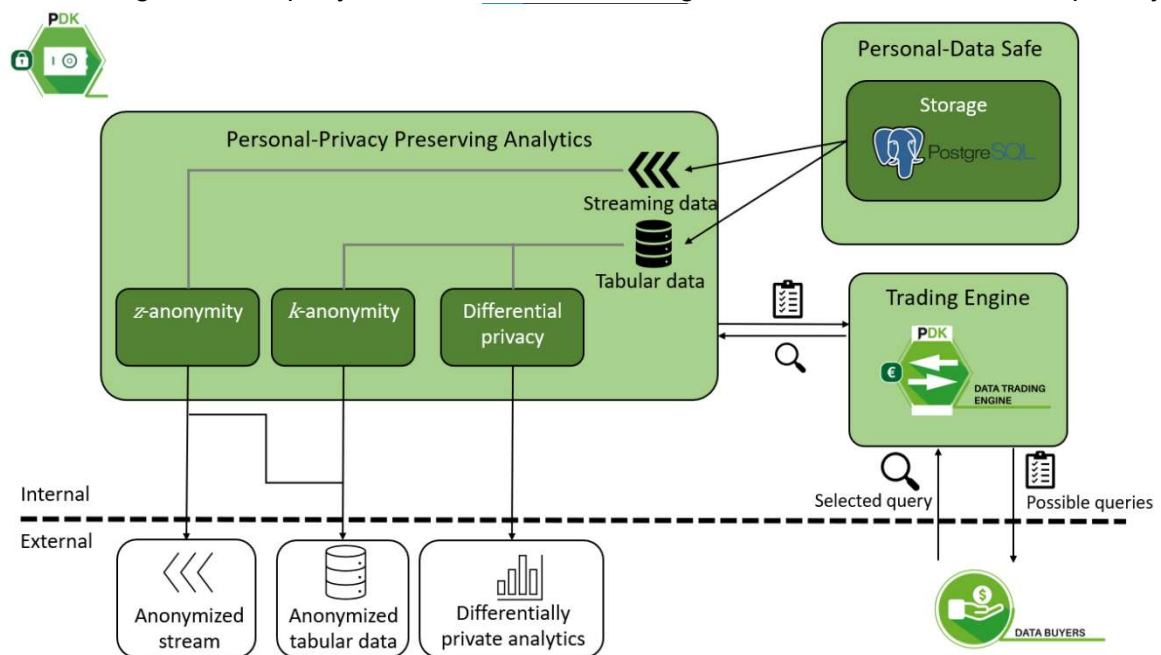 PDK
Personal-Data Safe
Storage
PostgreSQL
Personal-Privacy Preserving Analytics
Streaming data
Tabular data
z-anonymity
k-anonymity
Differential
privacy
Trading Engine
PDK
€
DATA TRADING
ENGINE
Internal
Selected query
Possible queries
External
Anonymized
stream
Anonymized
tabular data
Differentially
private analytics
$
DATA BUYERS